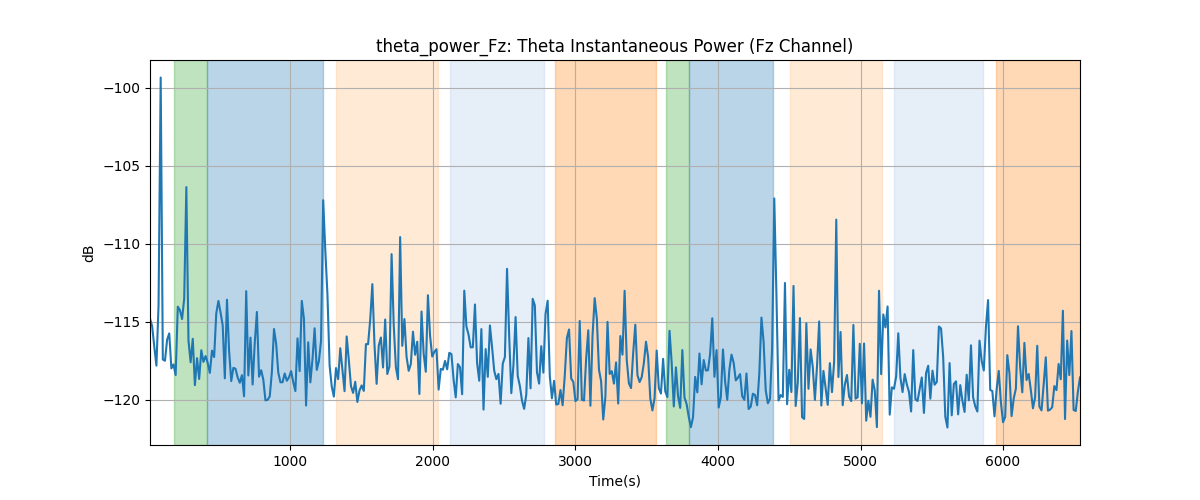 theta_power_Fz: Theta Instantaneous Power (Fz Channel)
−100
−105
−110
−115
−120
dB
1000 2000 3000 4000 5000 6000
Time(s)